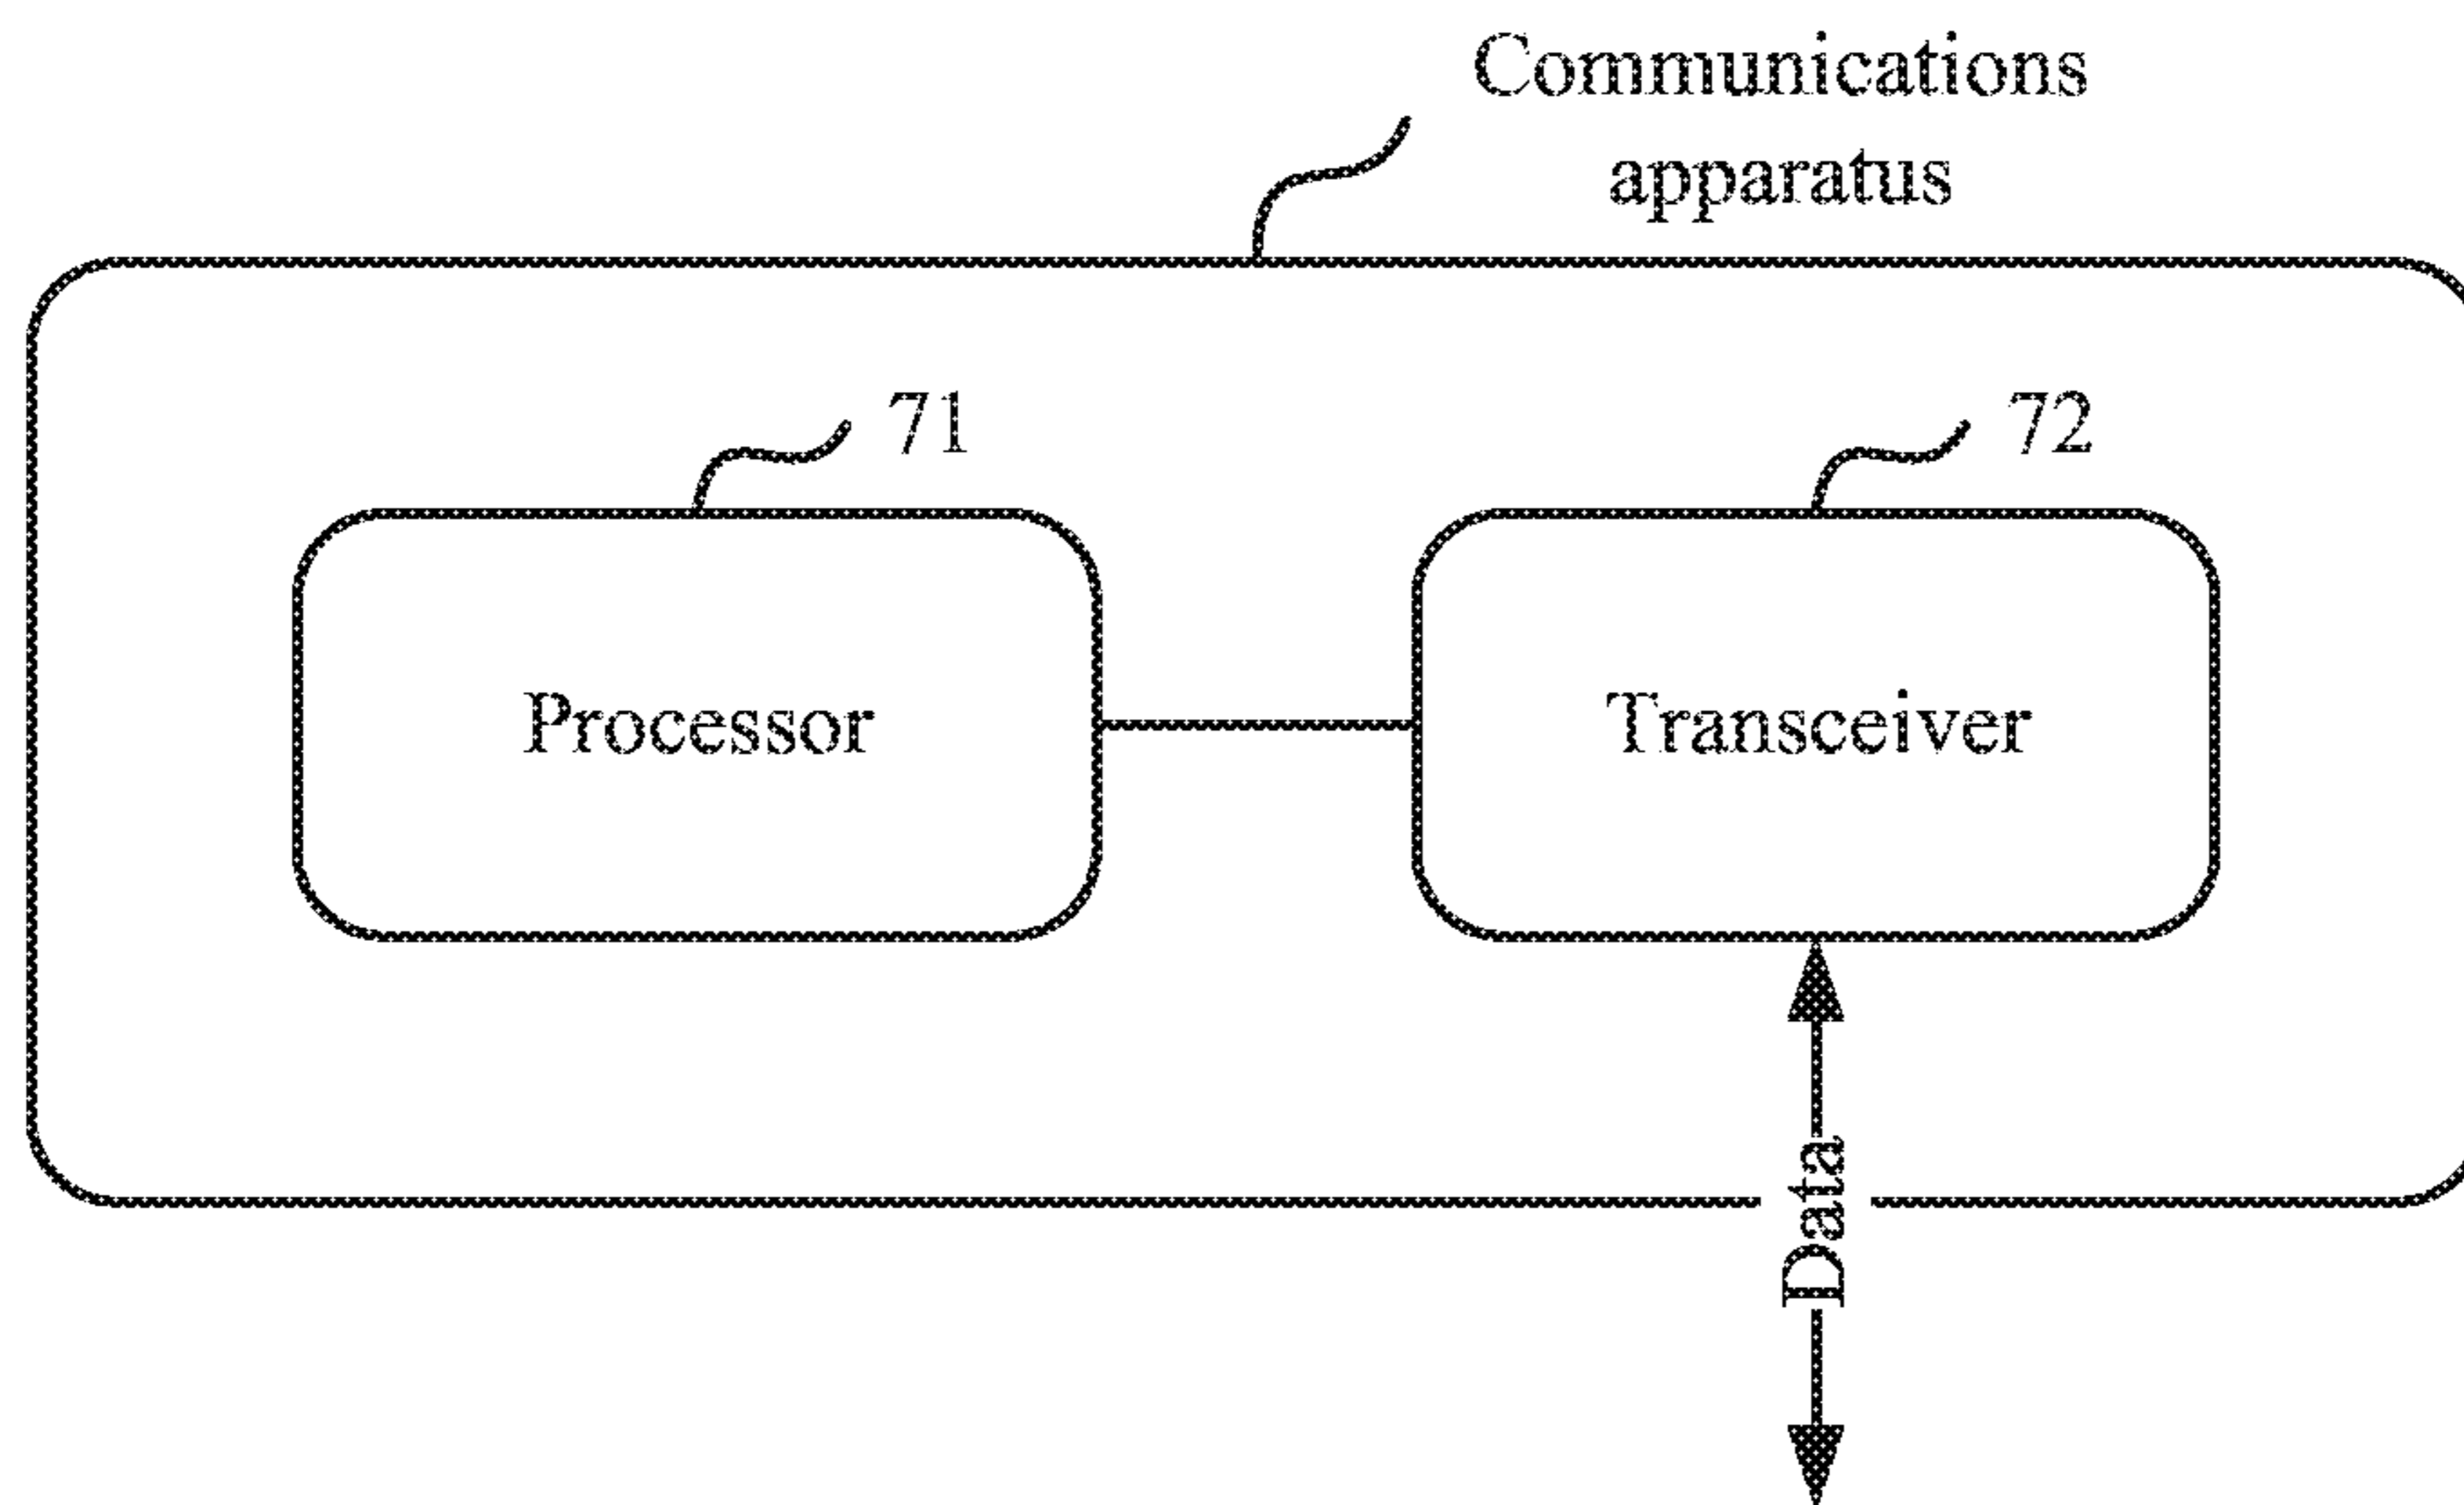 Communications
apparatus
71
72
Processor
Transceiver
Data